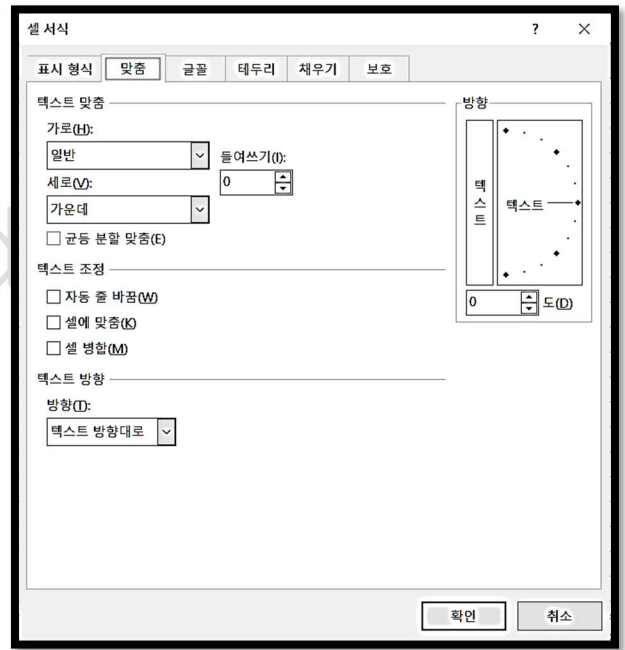 셀 서식 ? ×
표시 형식 맞춤 글꼴 테두리 채우기 보호
텍스트 맞춤
가로(H):
일반
들여쓰기(I):
세로(V):
0
가운데
균등 분할 맞춤(E)
텍스트 조정
자동 줄 바꿈(W)
셀에 맞춤(K)
셀 병합(M)
텍스트 방향
방향(T):
텍스트 방향대로
방향
텍스트
텍스트
0 도(D)
확인 취소